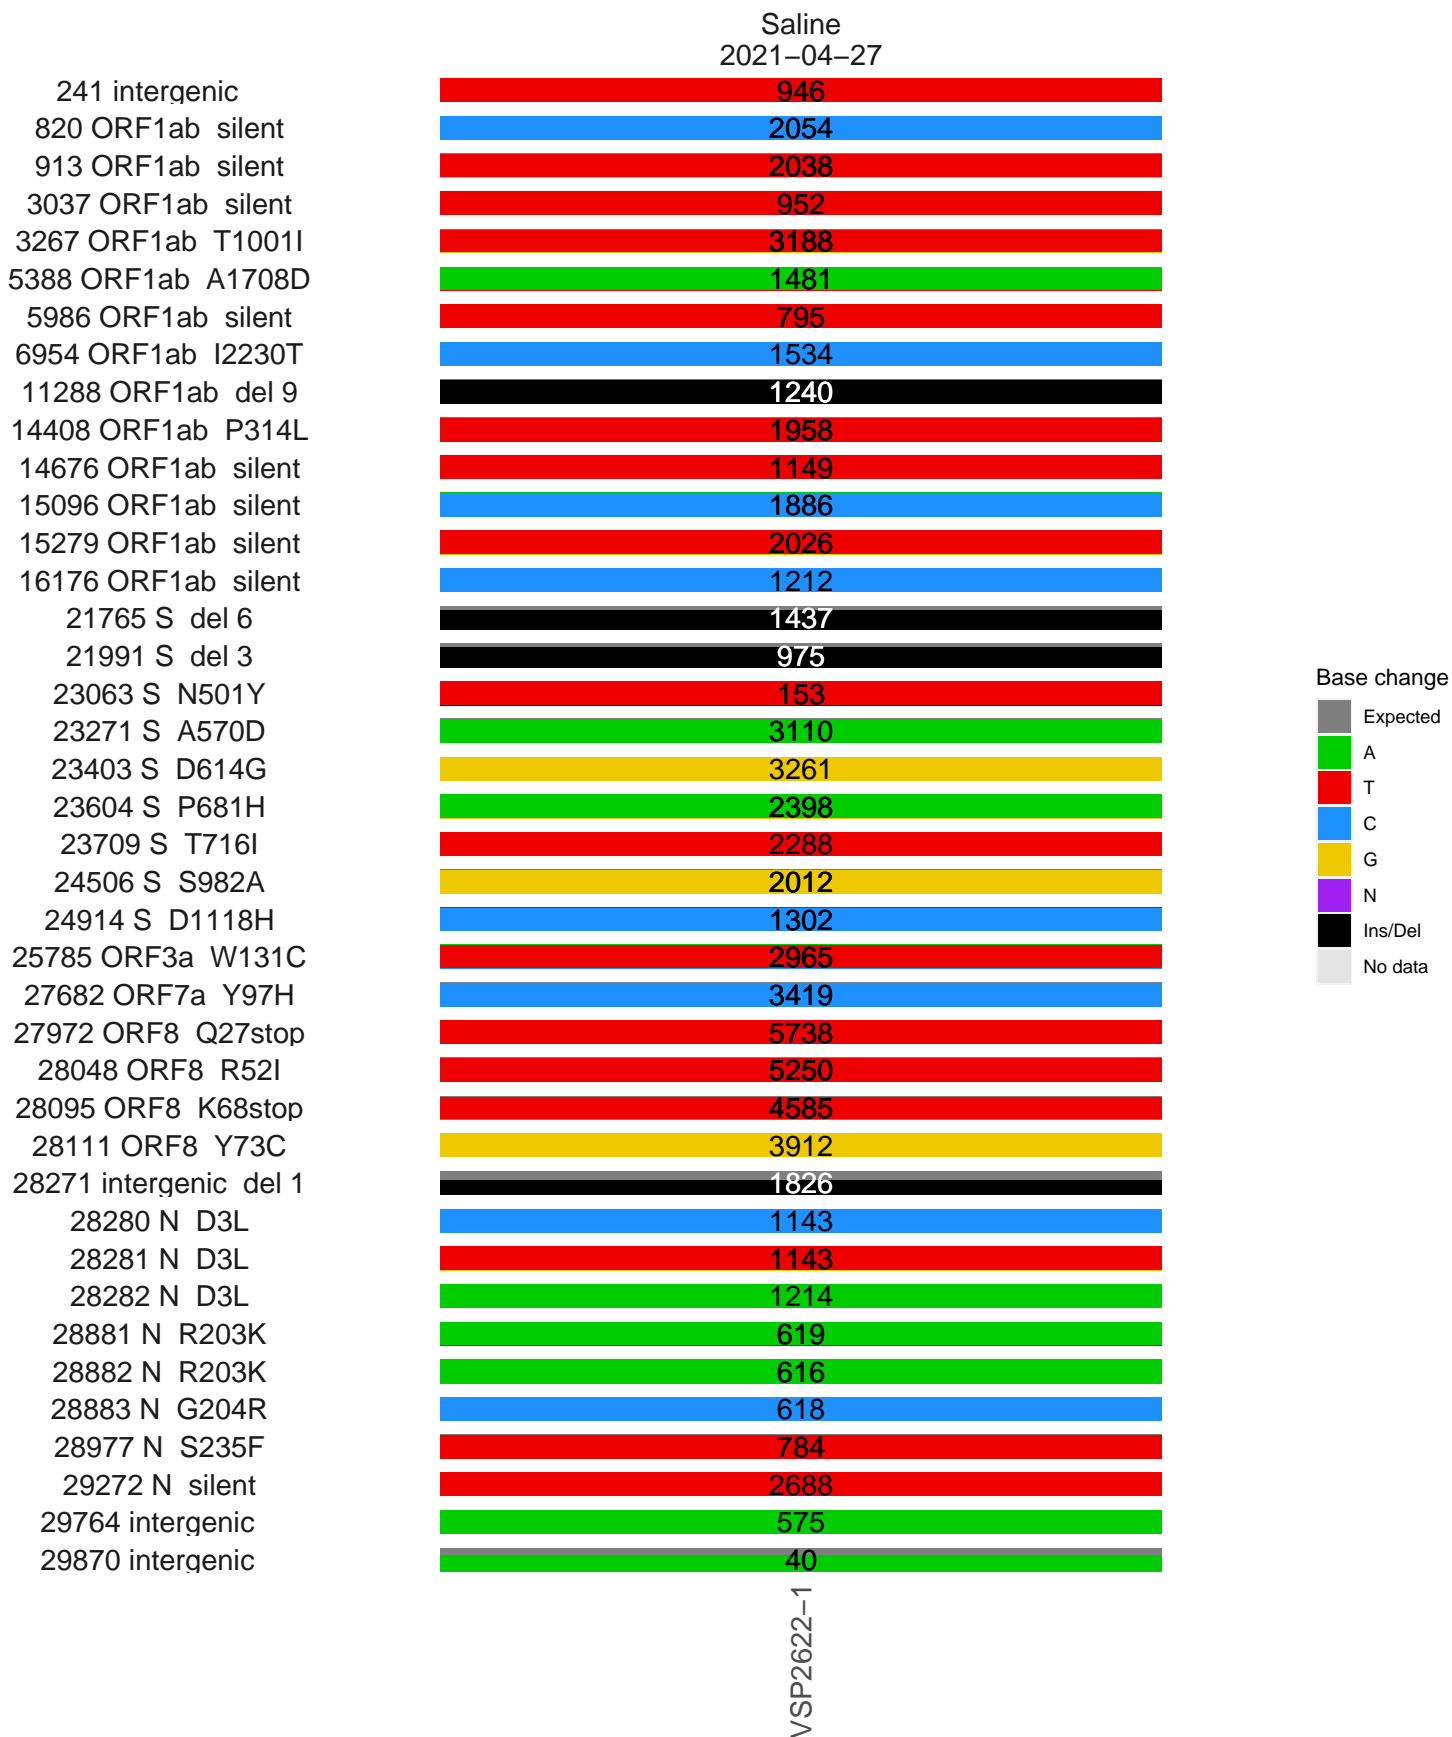 Saline
2021−04−27
241 intergenic 946
820 ORF1ab silent 2054
913 ORF1ab silent 2038
3037 ORF1ab silent 952
3267 ORF1ab T1001I 3188
5388 ORF1ab A1708D 1481
5986 ORF1ab silent 795
6954 ORF1ab I2230T 1534
11288 ORF1ab del 9 1240
14408 ORF1ab P314L 1958
14676 ORF1ab silent 1149
15096 ORF1ab silent 1886
15279 ORF1ab silent 2026
16176 ORF1ab silent 1212
21765 S del 6 1437
21991 S del 3 975
23063 S N501Y 153
23271 S A570D 3110
23403 S D614G 3261
23604 S P681H 2398
23709 S T716I 2288
24506 S S982A 2012
24914 S D1118H 1302
25785 ORF3a W131C 2965
27682 ORF7a Y97H 3419
27972 ORF8 Q27stop 5738
28048 ORF8 R52I 5250
28095 ORF8 K68stop 4585
28111 ORF8 Y73C 3912
28271 intergenic del 1 1826
28280 N D3L 1143
28281 N D3L 1143
28282 N D3L 1214
28881 N R203K 619
28882 N R203K 616
28883 N G204R 618
28977 N S235F 784
29272 N silent 2688
29764 intergenic 575
29870 intergenic 40
VSP2622−1
Base change
Expected
A
T
C
G
N
Ins/Del
No data